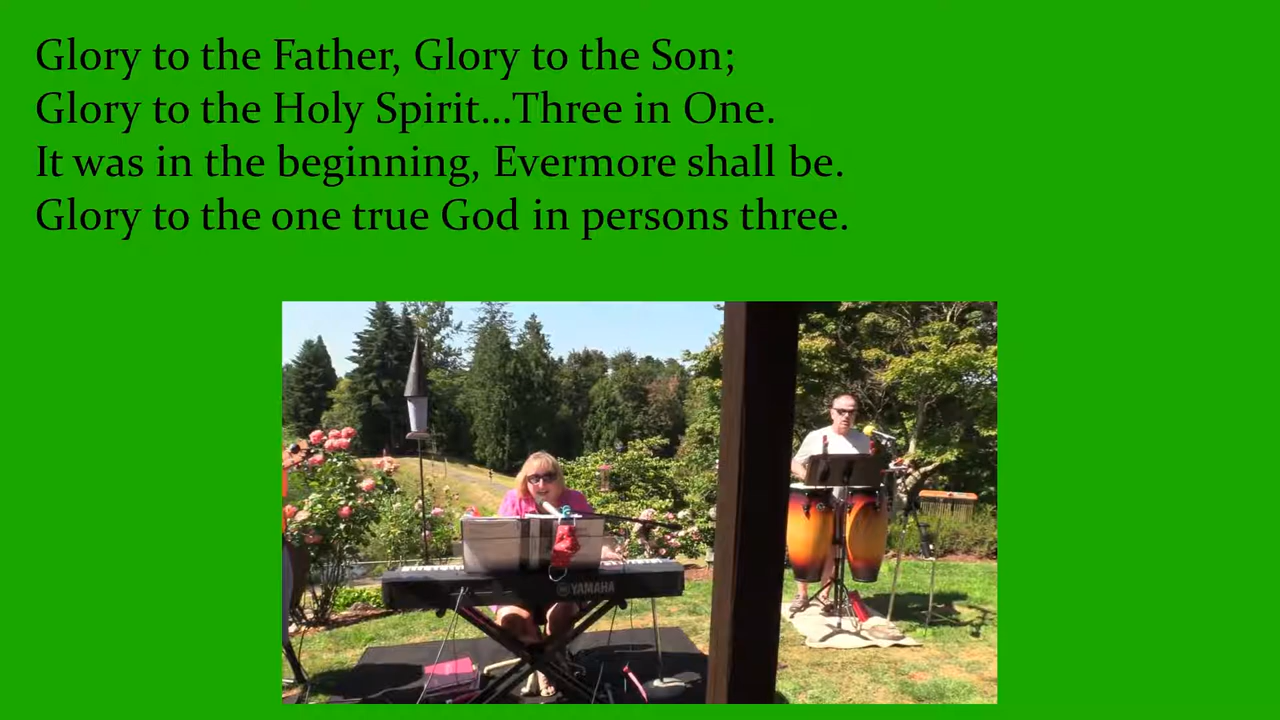 Glory to the Father, Glory to the Son;
Glory to the Holy Spirit...Three in One.
It was in the beginning, Evermore shall be.
Glory to the one true God in persons three.
YAMAHA